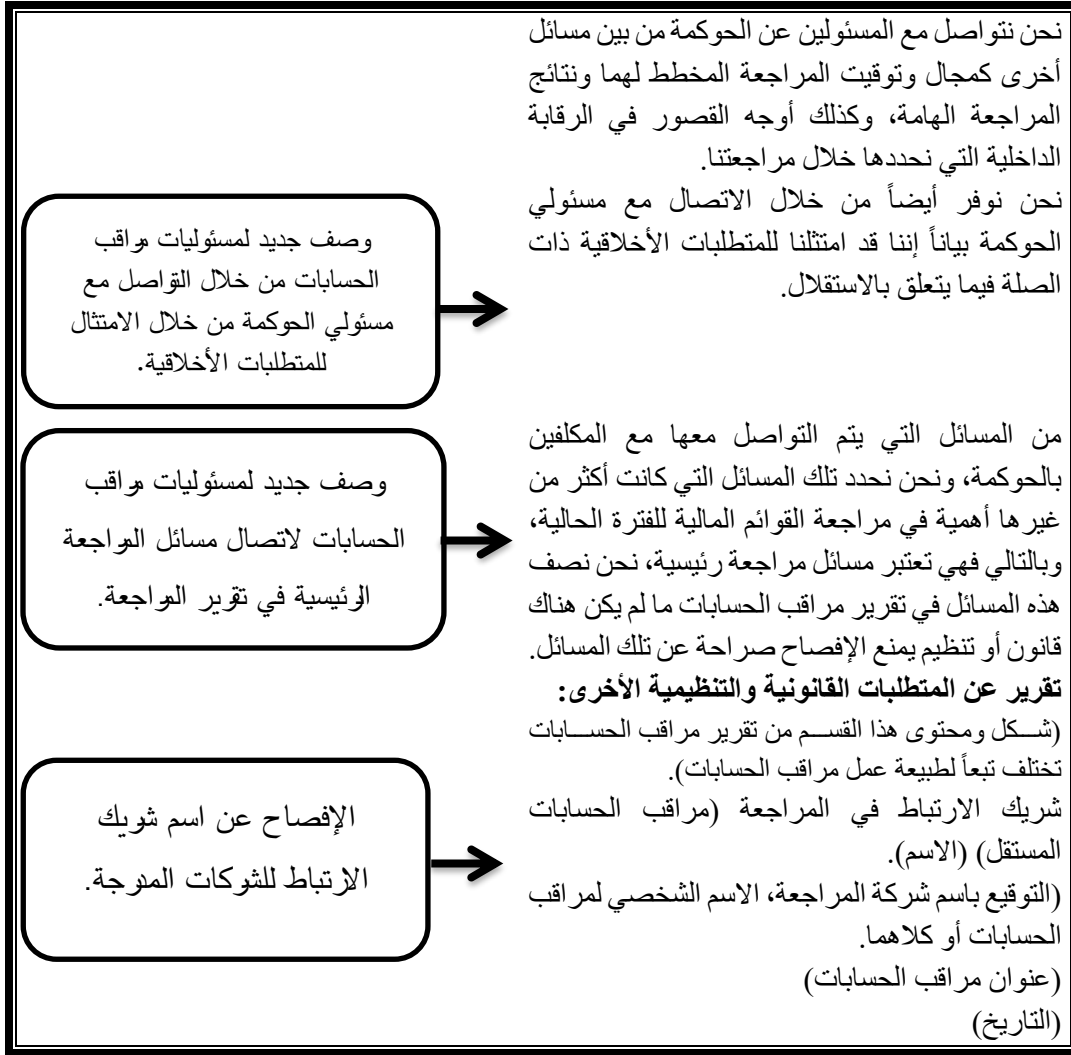 نحن نتواصل مع المسئولين عن الحوكمة من بين مسائل
أخرى كمجال وتوقيت المراجعة المخطط لهما ونتائج
المراجعة الهامة، وكذلك أوجه القصور في الرقابة
الداخلية التي نحددها خلال مراجعتنا.
نحن نوفر أيضاً من خلال الاتصال مع مسئولي
الحوكمة بياناً إننا قد امتثلنا للمتطلبات الأخلاقية ذات
الصلة فيما يتعلق بالاستقلال.
وصف جديد لمسئوليات مراقب
الحسابات من خلال التواصل مع
مسئولي الحوكمة من خلال الامتثال
للمتطلبات الأخلاقية.
من المسائل التي يتم التواصل معها مع المكلفين
بالحوكمة، ونحن نحدد تلك المسائل التي كانت أكثر من
غيرها أهمية في مراجعة القوائم المالية للفترة الحالية،
وبالتالي فهي تعتبر مسائل مراجعة رئيسية، نحن نصف
هذه المسائل في تقرير مراقب الحسابات ما لم يكن هناك
قانون أو تنظيم يمنع الإفصاح صراحة عن تلك المسائل.
وصف جديد لمسئوليات مراقب
الحسابات لاتصال مسائل المراجعة
الرئيسية في تقرير المراجعة.
تقرير عن المتطلبات القانونية والتنظيمية الأخرى:
(شكل ومحتوى هذا القسم من تقرير مراقب الحسابات
تختلف تبعاً لطبيعة عمل مراقب الحسابات).
شريك الارتباط في المراجعة (مراقب الحسابات
المستقل) (الاسم).
(التوقيع باسم شركة المراجعة، الاسم الشخصي لمراقب
الحسابات أو كلاهما.
(عنوان مراقب الحسابات)
(التاريخ)
الإفصاح عن اسم شريك
الارتباط للشركات المدرجة.